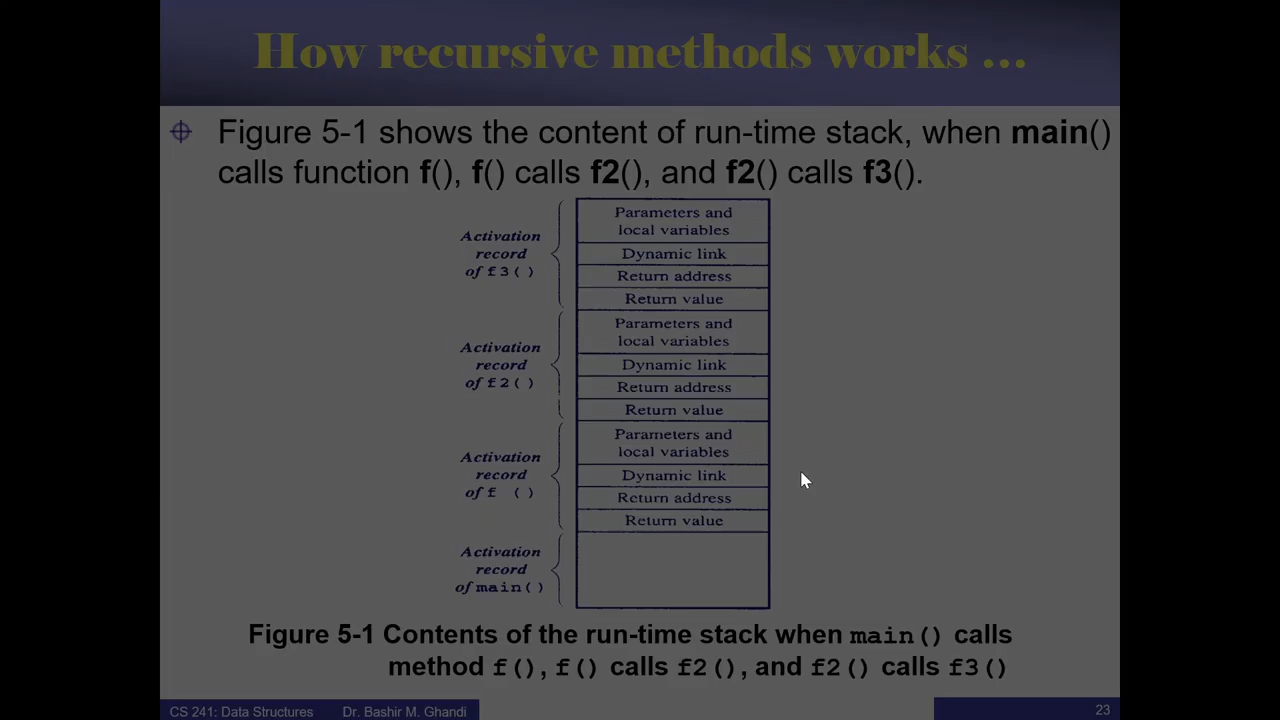 How recursive methods works ...
Figure 5-1 shows the content of run-time stack, when main()
calls function f(), f() calls f2(), and f2() calls f3().
Activation
record
of f3()
Parameters and
local variables
Dynamic link
Return address
Return value
Activation
record
of f2()
Parameters and
local variables
Dynamic link
Return address
Return value
Activation
record
of f ()
Parameters and
local variables
Dynamic link
Return address
Return value
Activation
record
of main()
Figure 5-1 Contents of the run-time stack when main() calls
method f(), f() calls f2(), and f2() calls f3()
CS 241: Data Structures Dr. Bashir M. Ghandi 23